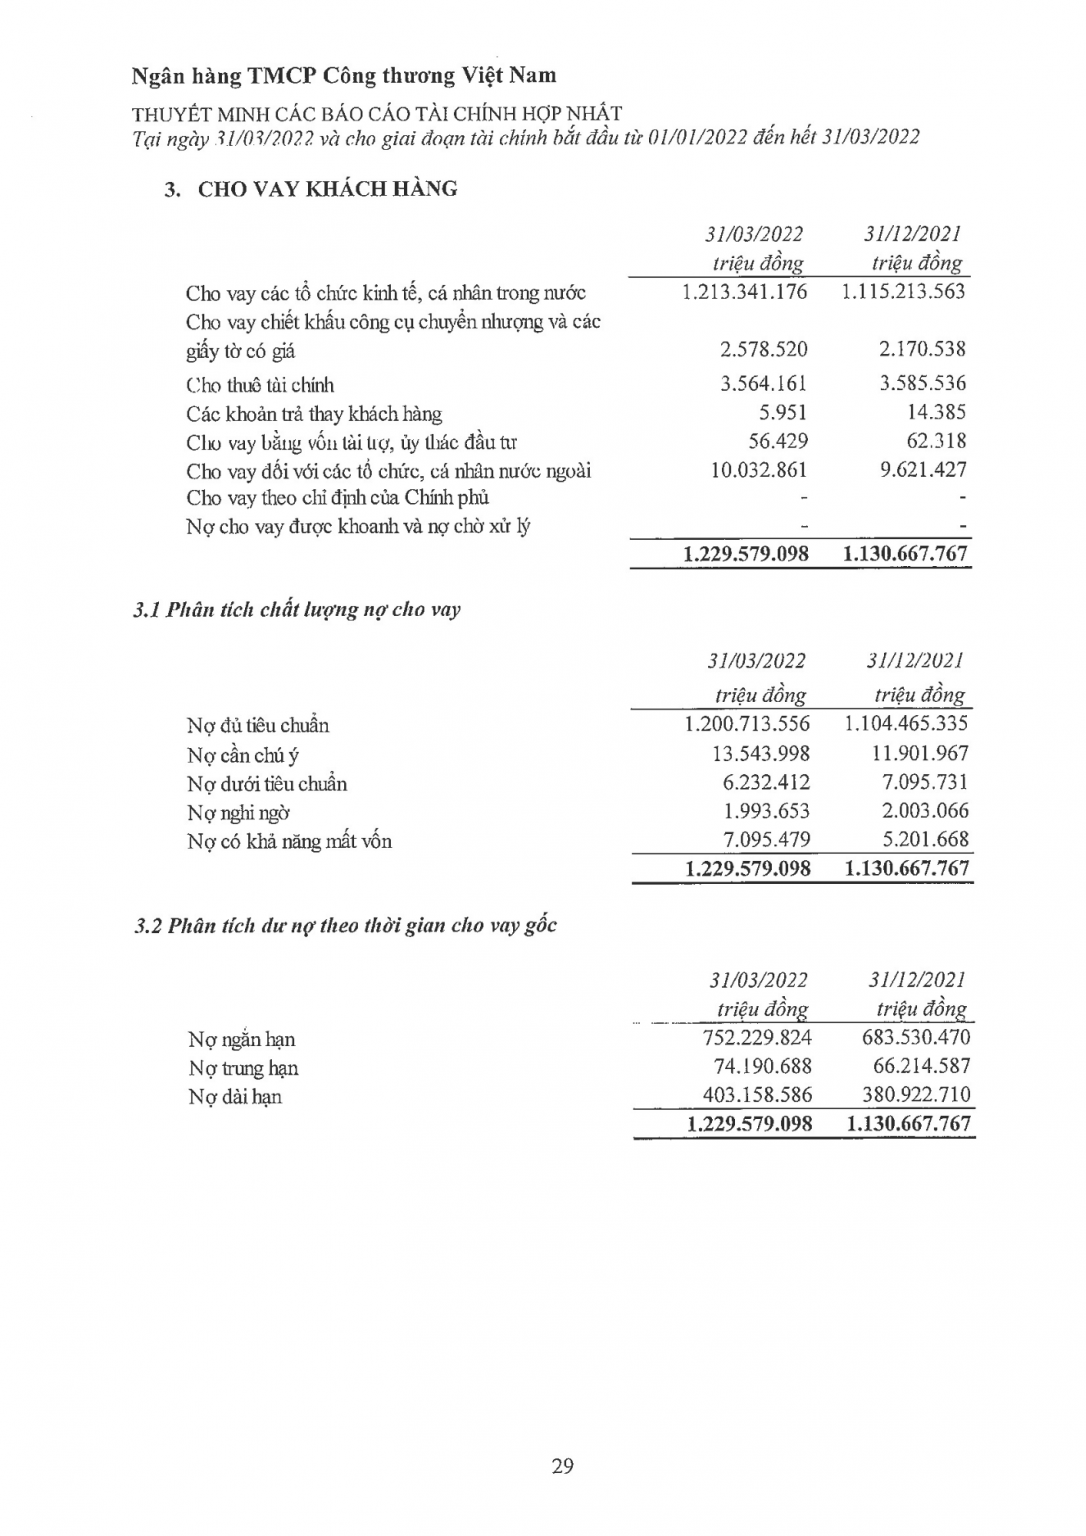 Ngân hàng TMCP Công thương Việt Nam
THUYẾT MINH CÁC BÁO CÁO TÀI CHÍNH HỢP NHẤT
Tại ngày 31/03/2022 và cho giai đoạn tài chính bắt đầu từ 01/01/2022 đến hết 31/03/2022
3. CHO VAY KHÁCH HÀNG
31/03/2022 31/12/2021
triệu đồng triệu đồng
Cho vay các tổ chức kinh tế, cá nhân trong nước 1.213.341.176 1.115.213.563
Cho vay chiết khấu công cụ chuyển nhượng và các
giấy tờ có giá 2.578.520 2.170.538
Cho thuê tài chính 3.564.161 3.585.536
Các khoản trả thay khách hàng 5.951 14.385
Cho vay bằng vốn tài trợ, ủy thác đầu tư 56.429 62.318
Cho vay đối với các tổ chức, cá nhân nước ngoài 10.032.861 9.621.427
Cho vay theo chỉ định của Chính phủ - -
Nợ cho vay được khoanh và nợ chờ xử lý - -
1.229.579.098 1.130.667.767
3.1 Phân tích chất lượng nợ cho vay
31/03/2022 31/12/2021
triệu đồng triệu đồng
Nợ đủ tiêu chuẩn 1.200.713.556 1.104.465.335
Nợ cần chú ý 13.543.998 11.901.967
Nợ dưới tiêu chuẩn 6.232.412 7.095.731
Nợ nghi ngờ 1.993.653 2.003.066
Nợ có khả năng mất vốn 7.095.479 5.201.668
1.229.579.098 1.130.667.767
3.2 Phân tích dư nợ theo thời gian cho vay gốc
31/03/2022 31/12/2021
triệu đồng triệu đồng
Nợ ngắn hạn 752.229.824 683.530.470
Nợ trung hạn 74.190.688 66.214.587
Nợ dài hạn 403.158.586 380.922.710
1.229.579.098 1.130.667.767
29